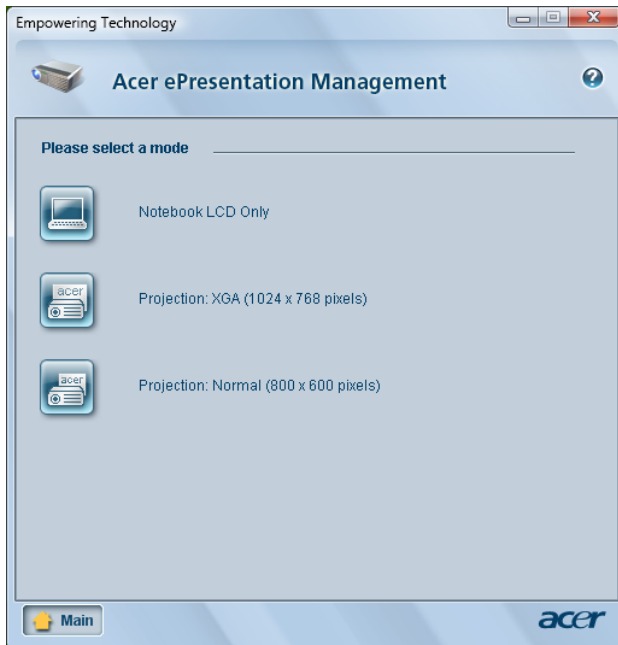 Empowering Technology
Acer ePresentation Management
Please select a mode
Notebook LCD Only
acer
Projection: XGA (1024 x 768 pixels)
acer
Projection: Normal (800 x 600 pixels)
Main
acer